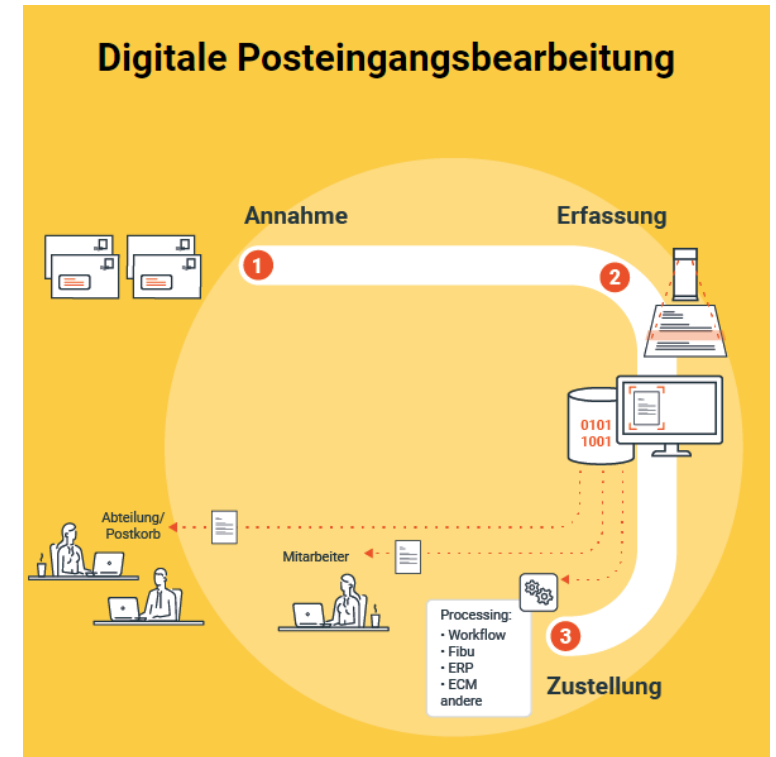 Digitale Posteingangsbearbeitung
Annahme
Erfassung
1
2
0101
1001
Abteilung/
Postkorb
Mitarbeiter
Processing:
• Workflow
• Fibu
• ERP
• ECM
andere
3
Zustellung